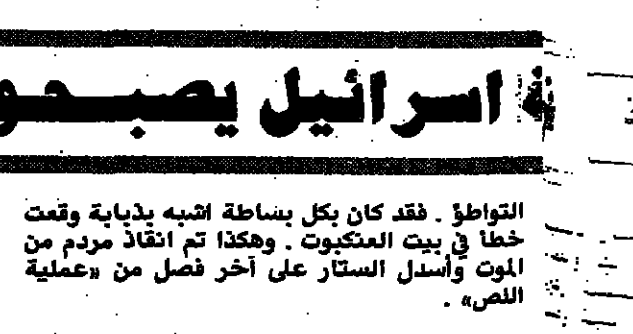 اسرائيل يصبحو
التواطؤ . فقد كان بكل بساطة اشبه بذبابة وقعت
خطأ في بيت العنكبوت . وهكذا تم انقاذ مردم من
الموت وأسدل الستار على آخر فصل من «عملية
النص» .